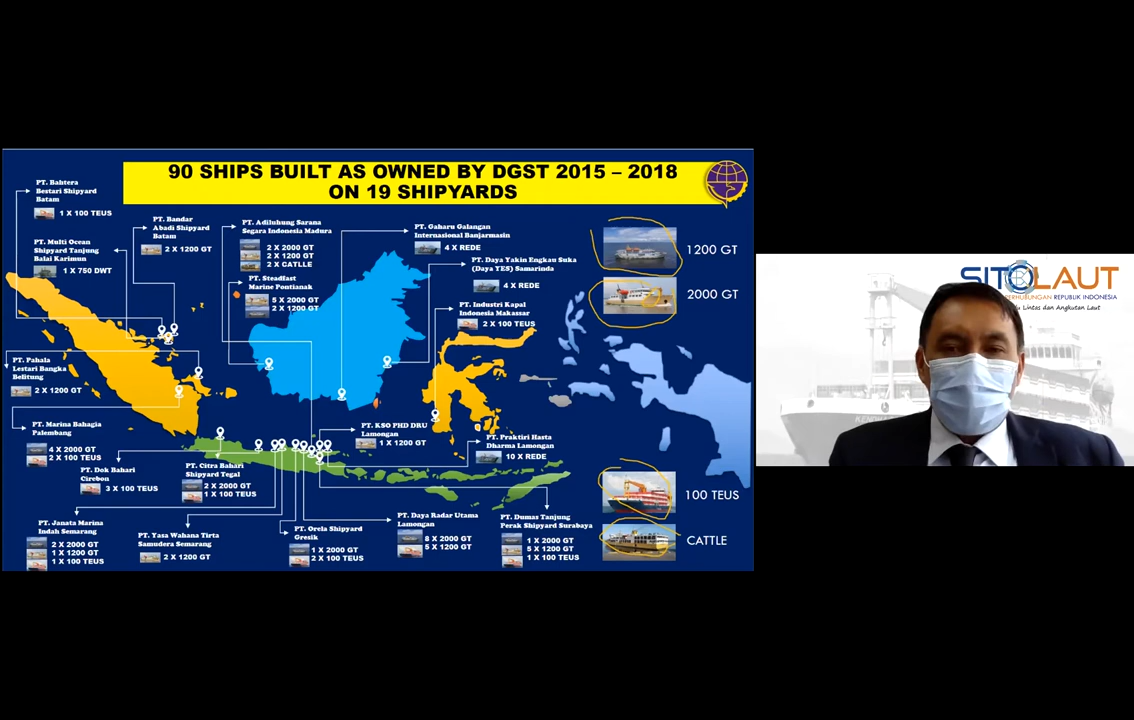 90 SHIPS BUILT AS OWNED BY DGST 2015 – 2018
ON 19 SHIPYARDS
PT. Bahtera
Bestari Shipyard
Batam
1 X 100 TEUS
PT. Multi Ocean
Shipyard Tanjung
Balai Karimun
1 X 750 DWT
PT. Bandar
Abadi Shipyard
Batam
2 X 1200 GT
PT. Adiluhung Sarana
Segara Indonesia Madura
2 X 2000 GT
2 X 1200 GT
2 X CATLLE
PT. Steadfast
Marine Pontianak
5 X 2000 GT
2 X 1200 GT
PT. Gaharu Galangan
Internasional Banjarmasin
4 X REDE
PT. Daya Yakin Engkau Suka
(Daya YES) Samarinda
4 X REDE
PT. Industri Kapal
Indonesia Makassar
2 X 100 TEUS
1200 GT
2000 GT
PT. Pahala
Lestari Bangka
Belitung
2 X 1200 GT
PT. Marina Bahagia
Palembang
4 X 2000 GT
2 X 100 TEUS
PT. Dok Bahari
Cirebon
3 X 100 TEUS
PT. Citra Bahari
Shipyard Tegal
2 X 2000 GT
1 X 100 TEUS
PT. KSO PHD DRU
Lamongan
1 X 1200 GT
PT. Praktiri Hasta
Dharma Lamongan
10 X REDE
PT. Janata Marina
Indah Semarang
2 X 2000 GT
1 X 1200 GT
1 X 100 TEUS
PT. Yasa Wahana Tirta
Samudera Semarang
2 X 1200 GT
PT. Orela Shipyard
Gresik
1 X 2000 GT
2 X 100 TEUS
PT. Daya Radar Utama
Lamongan
8 X 2000 GT
5 X 1200 GT
PT. Dumas Tanjung
Perak Shipyard Surabaya
1 X 2000 GT
5 X 1200 GT
1 X 100 TEUS
100 TEUS
CATTLE
SITOLAUT
PERHUBUNGAN REPUBLIK INDONESIA
Lintas dan Angkutan Laut